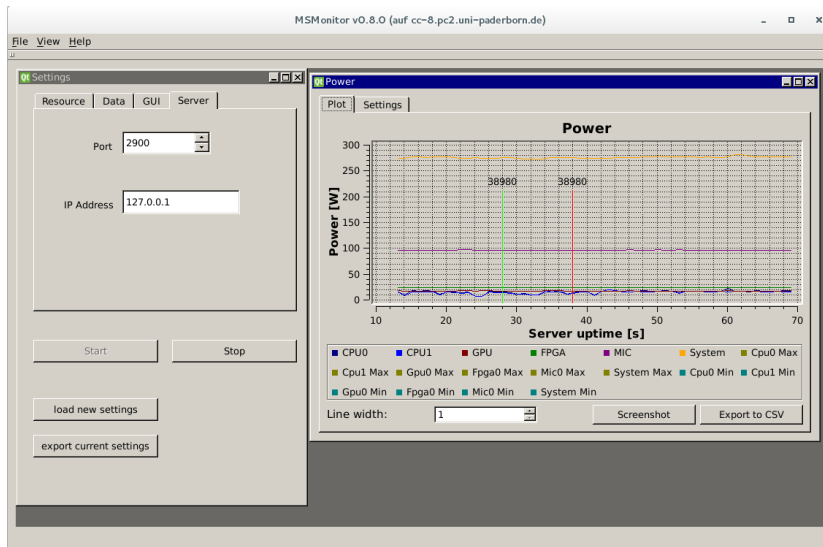 MSMonitor v0.8.0 (auf cc-8.pc2.uni-paderborn.de)
File View Help
Settings
Resource Data GUI Server
Port 2900
IP Address 127.0.0.1
Start Stop
load new settings
export current settings
Power
Plot Settings
Power
Power [W]
300
250
200
150
100
50
0
38980 38980
10 20 30 40 50 60 70
Server uptime [s]
CPU0 CPU1 GPU FPGA MIC System Cpu0 Max
Cpu1 Max Gpu0 Max Fpga0 Max Mic0 Max System Max Cpu0 Min Cpu1 Min
Gpu0 Min Fpga0 Min Mic0 Min System Min
Line width: 1 Screenshot Export to CSV